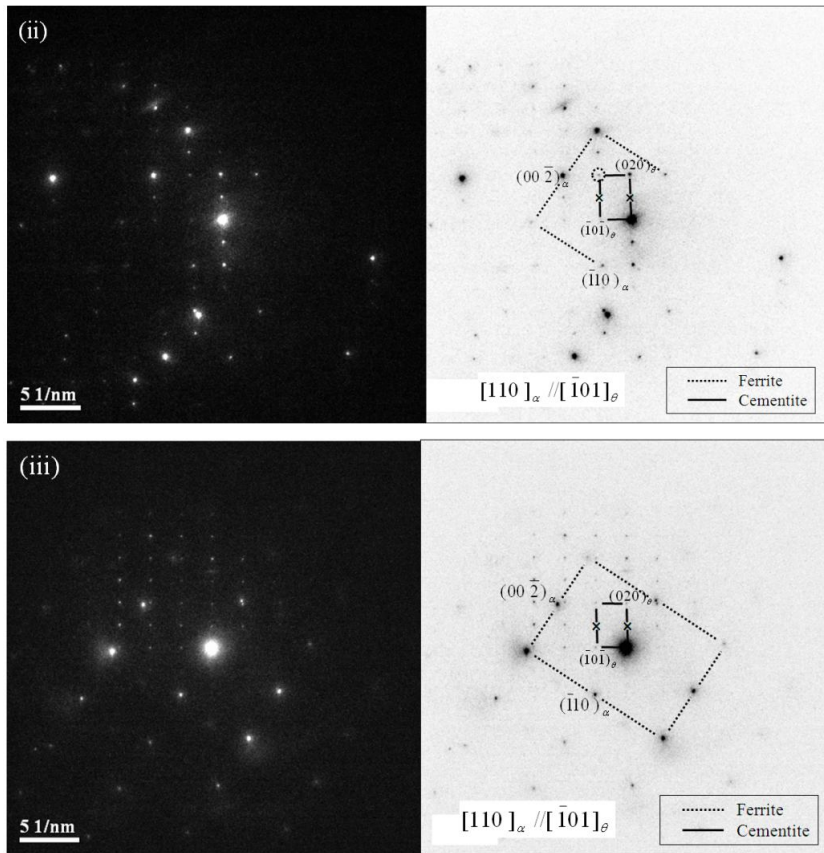 (ii)
(020)θ
(00 2̄)α
(1̄01̄)θ
(1̄10)α
5 1/nm
[110]α //[1̄01]θ
Ferrite
Cementite
(iii)
(00 2̄)α
(020)θ
(1̄01̄)θ
(1̄10)α
5 1/nm
[110]α //[1̄01]θ
Ferrite
Cementite